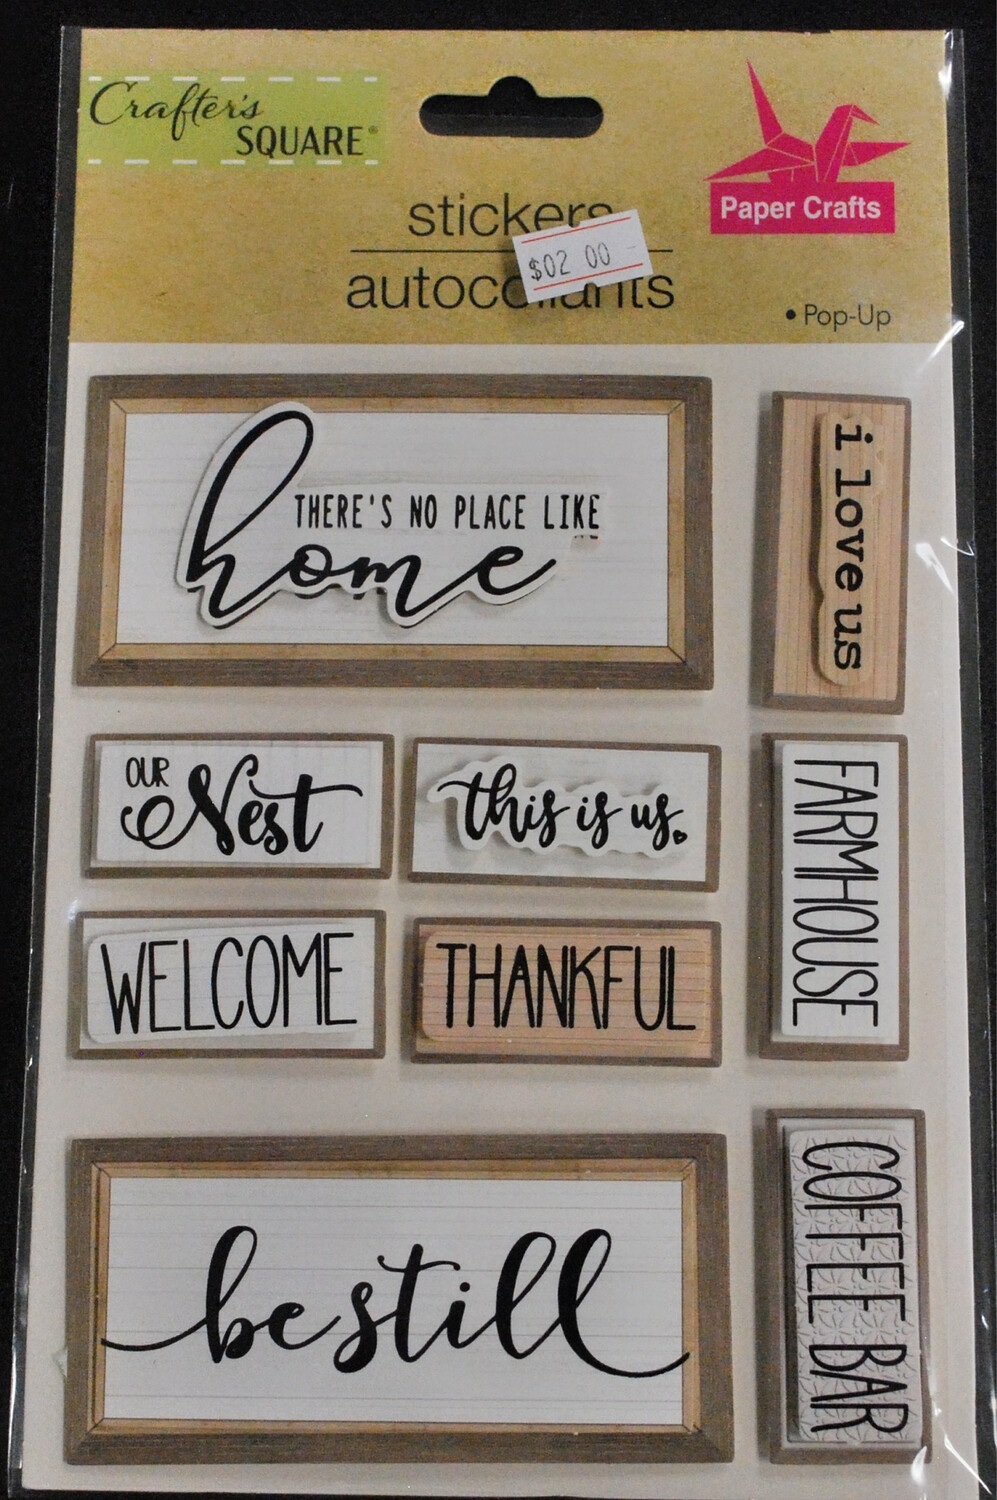 Crafter's
SQUARE®
Paper Crafts
stickers
$02 00
autocollants
• Pop-Up
THERE'S NO PLACE LIKE
home
i love us
OUR
Nest
this is us.
FARMHOUSE
WELCOME
THANKFUL
be still
COFFEE BAR